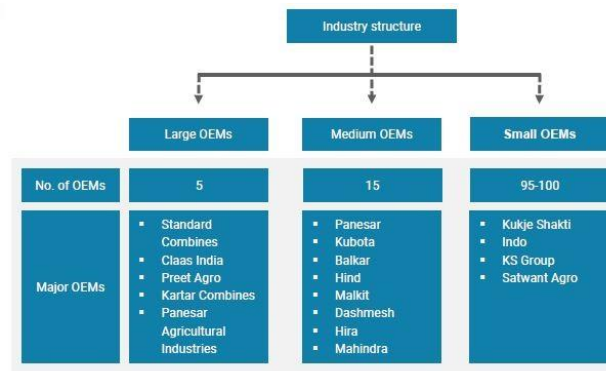 Industry structure
Large OEMs
Medium OEMs
Small OEMs
No. of OEMs
5
15
95-100
Major OEMs
▪ Standard
Combines
▪ Claas India
▪ Preet Agro
▪ Kartar Combines
▪ Panesar
Agricultural
Industries
▪ Panesar
▪ Kubota
▪ Balkar
▪ Hind
▪ Malkit
▪ Dashmesh
▪ Hira
▪ Mahindra
▪ Kukje Shakti
▪ Indo
▪ KS Group
▪ Satwant Agro